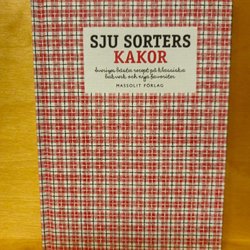 SJU SORTERS
KAKOR
Sveriges bästa recept på klassiska
bakverk och nya favoriter
MASSOLIT FÖRLAG